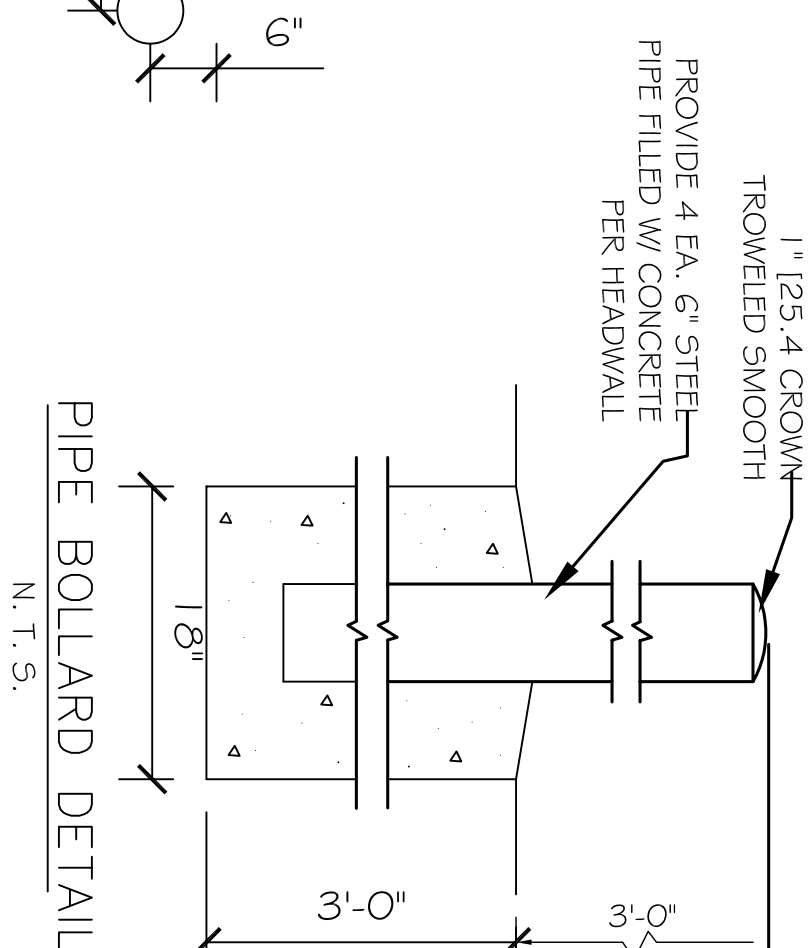 1" [25.4 CROWN
TROWELED SMOOTH
PROVIDE 4 EA. 6" STEEL
PIPE FILLED W/ CONCRETE
PER HEADWALL
6"
3'-0"
3'-0"
18"
PIPE BOLLARD DETAIL
N.T.S.